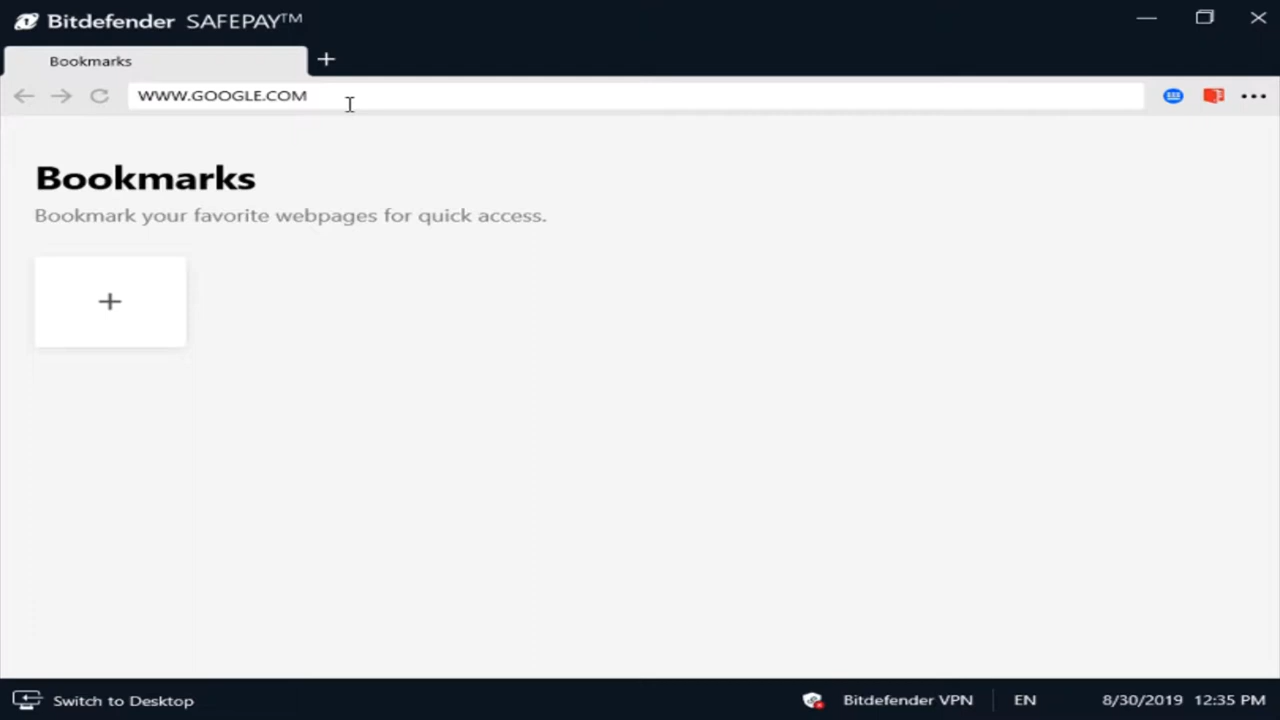 Bitdefender SAFEPAY™
Bookmarks
WWW.GOOGLE.COM
Bookmarks
Bookmark your favorite webpages for quick access.
Switch to Desktop
Bitdefender VPN
EN
8/30/2019 12:35 PM